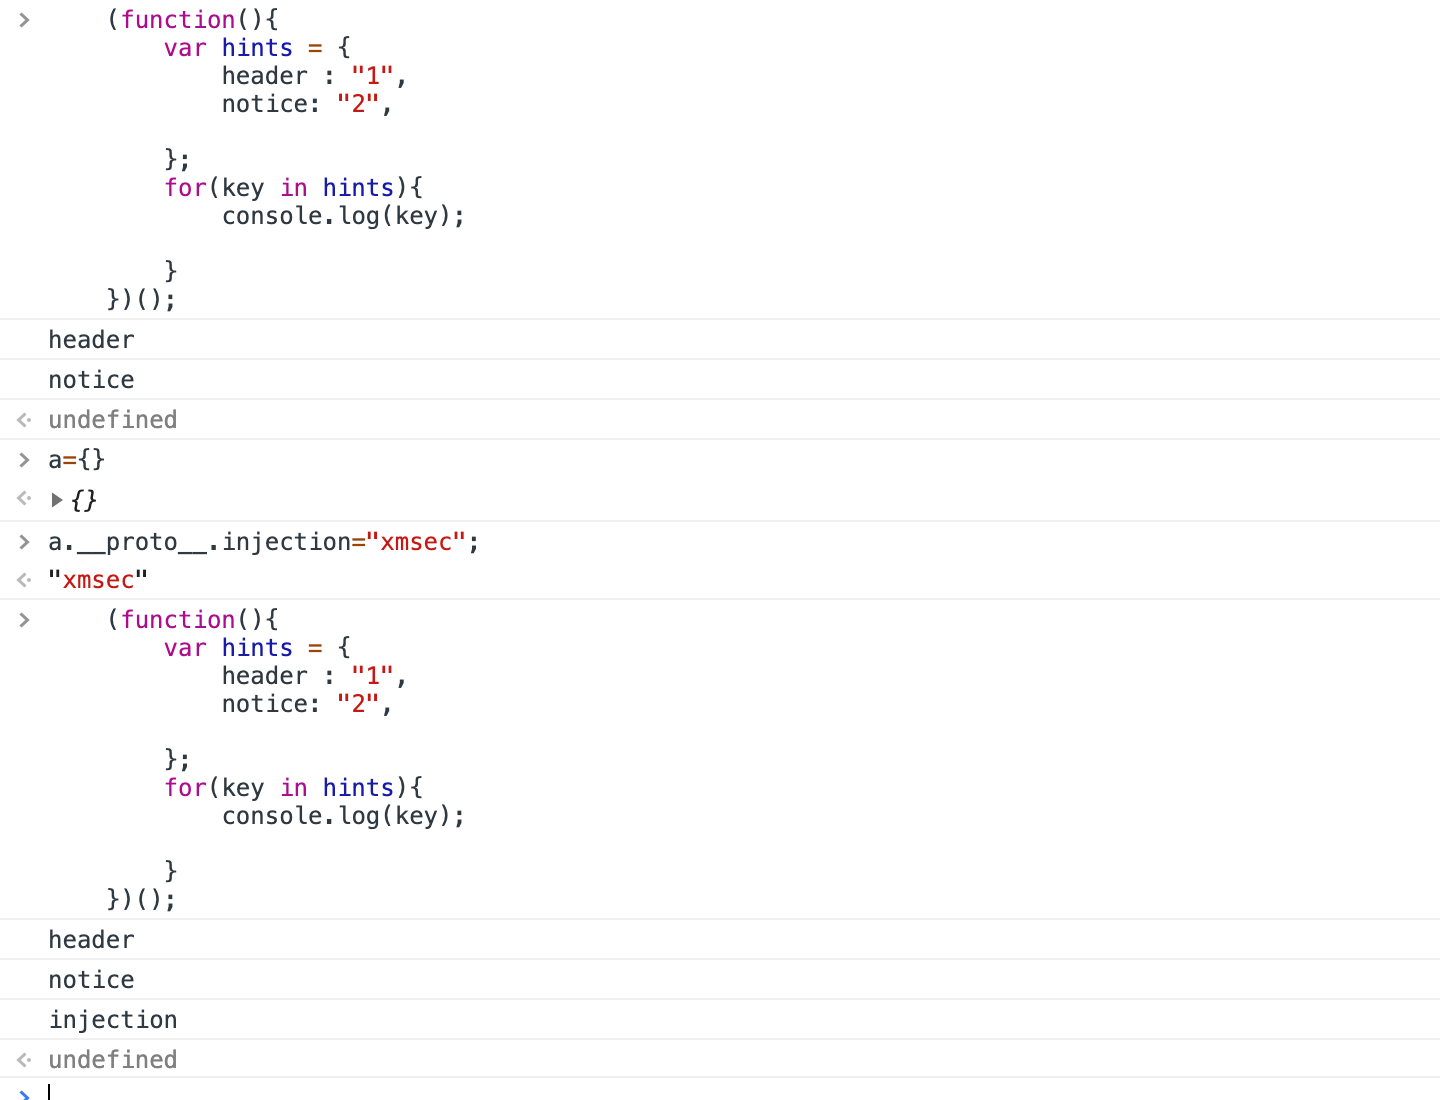 (function(){
var hints = {
header : "1",
notice: "2",
};
for(key in hints){
console.log(key);
}
})();
header
notice
undefined
a={}
{}
a.__proto__.injection="xmsec";
"xmsec"
(function(){
var hints = {
header : "1",
notice: "2",
};
for(key in hints){
console.log(key);
}
})();
header
notice
injection
undefined